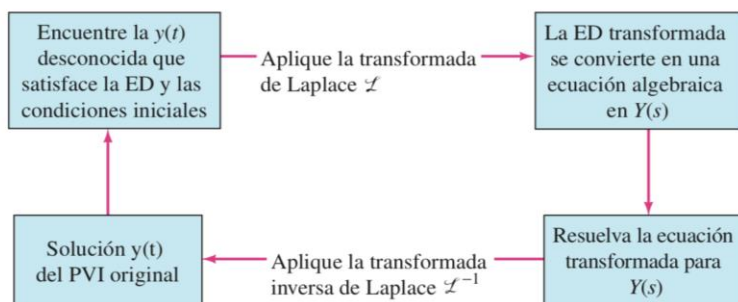 Encuentre la y(t)
desconocida que
satisface la ED y las
condiciones iniciales
Aplique la transformada
de Laplace ℒ
La ED transformada
se convierte en una
ecuación algebraica
en Y(s)
Resuelva la ecuación
transformada para
Y(s)
Aplique la transformada
inversa de Laplace ℒ⁻¹
Solución y(t)
del PVI original